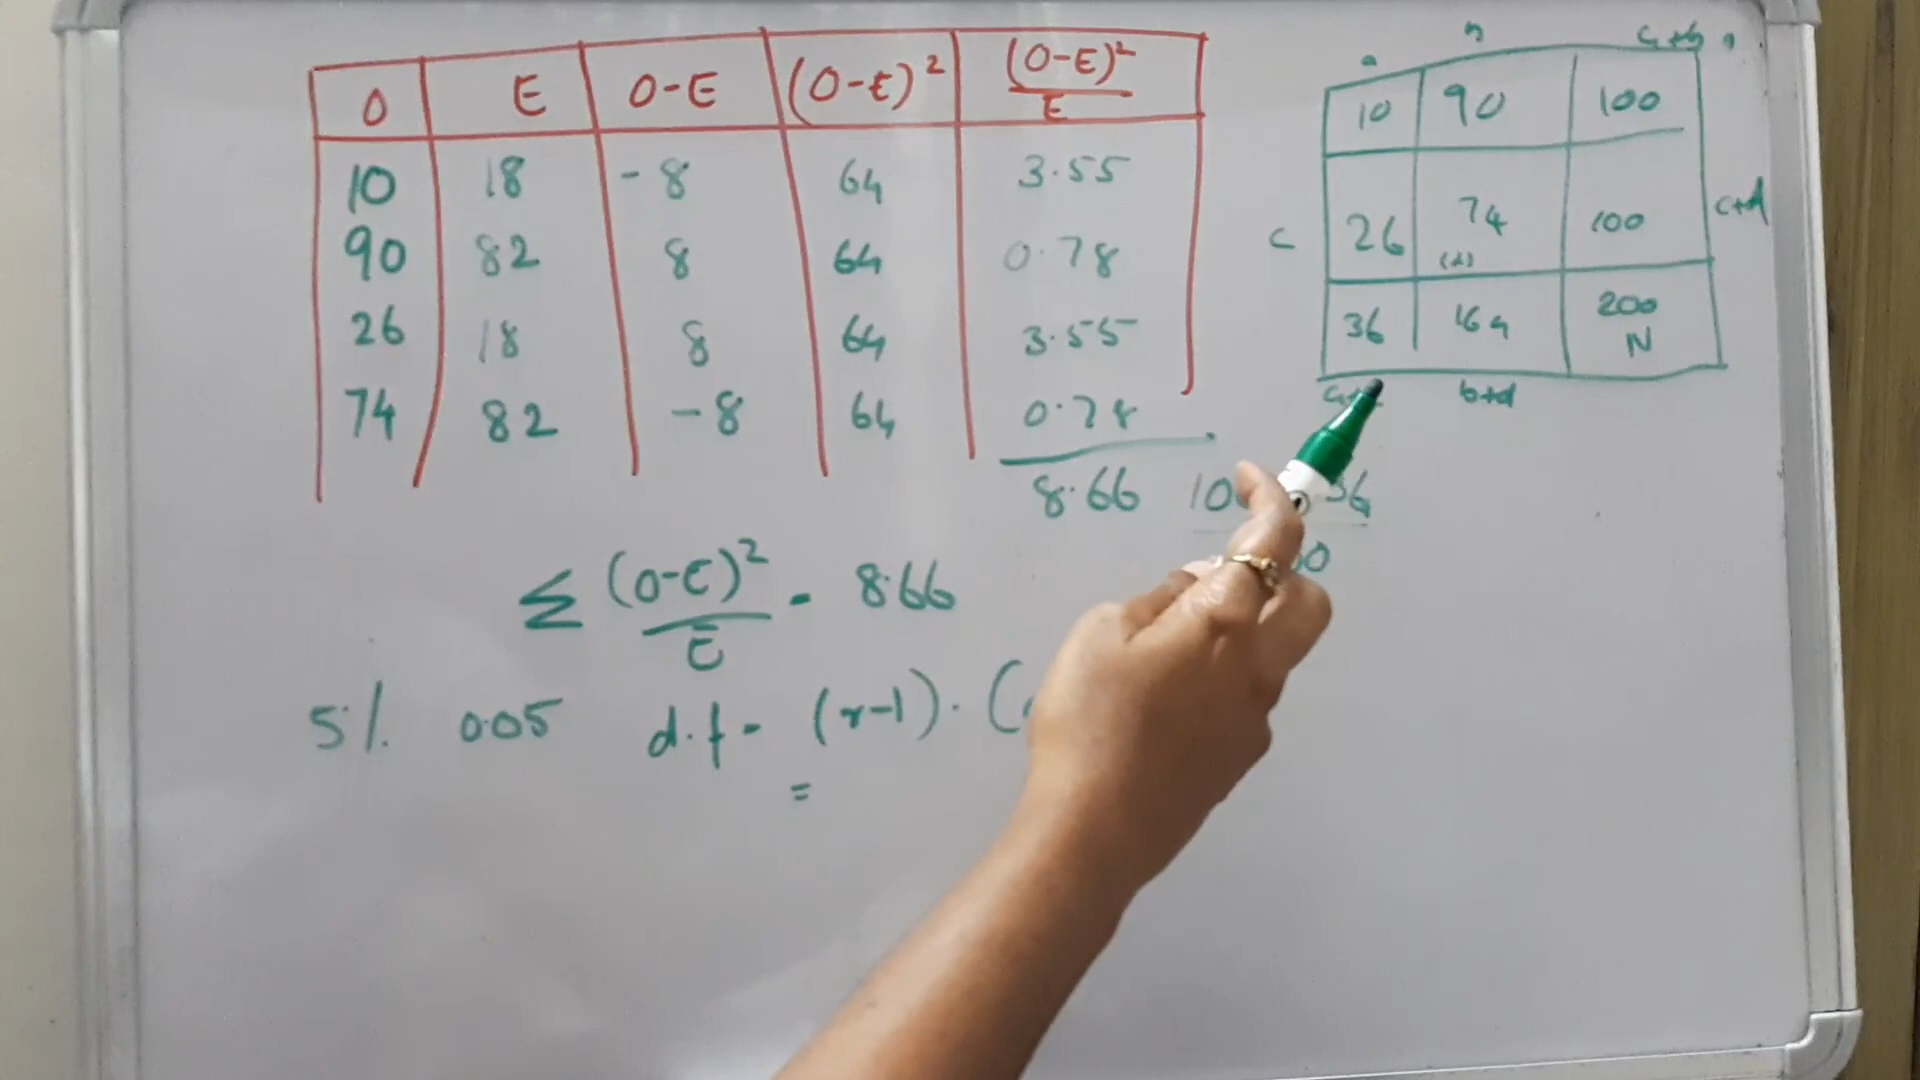 O E O-E (O-E)² (O-E)²/E
10 18 -8 64 3.55
90 82 8 64 0.78
26 18 8 64 3.55
74 82 -8 64 0.78
8.66
Σ (O-E)²/E = 8.66
5% 0.05 d.f = (r-1).(
=
a
10 90 100
c 26 74 100 c+d
(d)
36 164 200
N
b+d